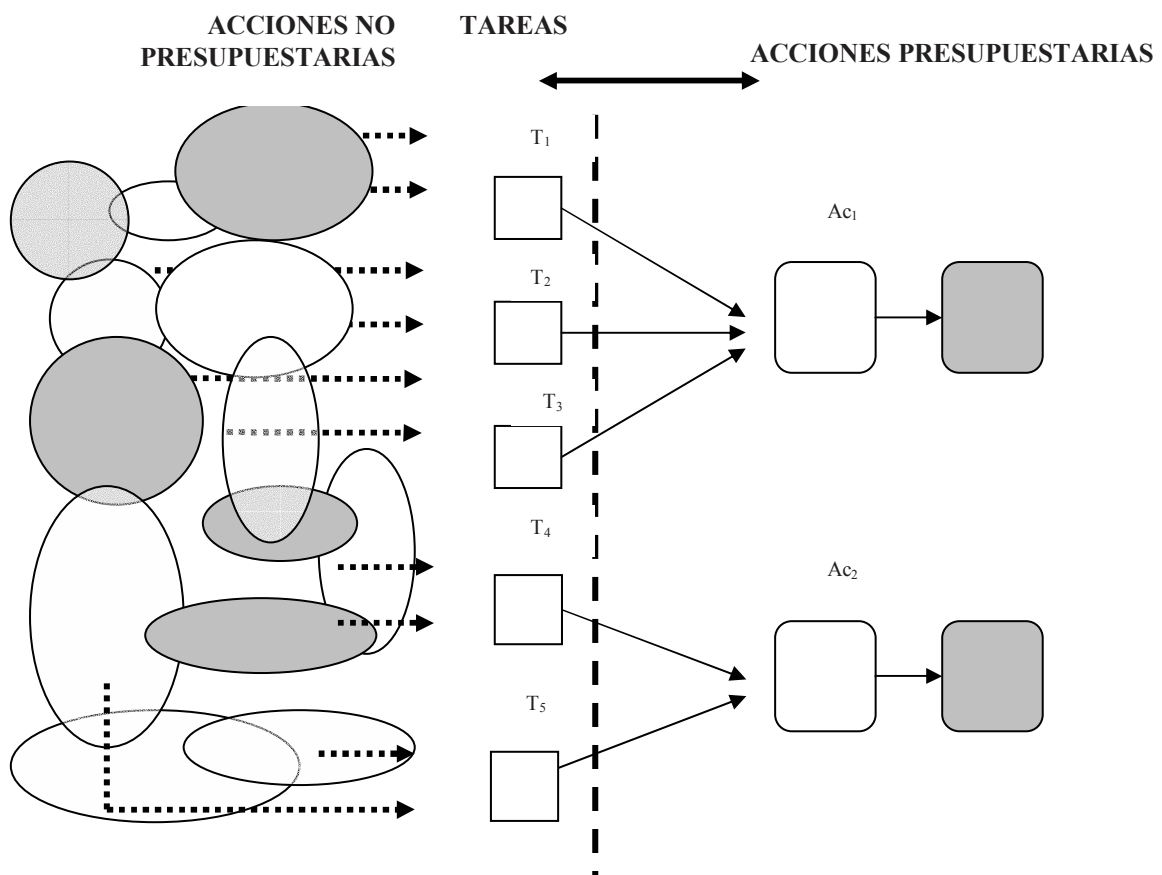 ACCIONES NO
PRESUPUESTARIAS
TAREAS
ACCIONES PRESUPUESTARIAS
T₁
Ac₁
T₂
T₃
T₄
Ac₂
T₅